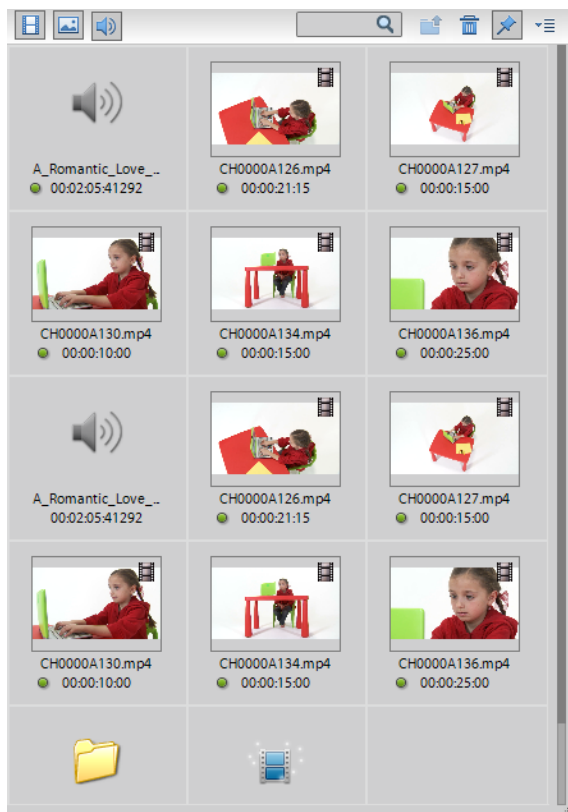 A_Romantic_Love_...
00:02:05:41292
CH0000A126.mp4
00:00:21:15
CH0000A127.mp4
00:00:15:00
CH0000A130.mp4
00:00:10:00
CH0000A134.mp4
00:00:15:00
CH0000A136.mp4
00:00:25:00
A_Romantic_Love_...
00:02:05:41292
CH0000A126.mp4
00:00:21:15
CH0000A127.mp4
00:00:15:00
CH0000A130.mp4
00:00:10:00
CH0000A134.mp4
00:00:15:00
CH0000A136.mp4
00:00:25:00